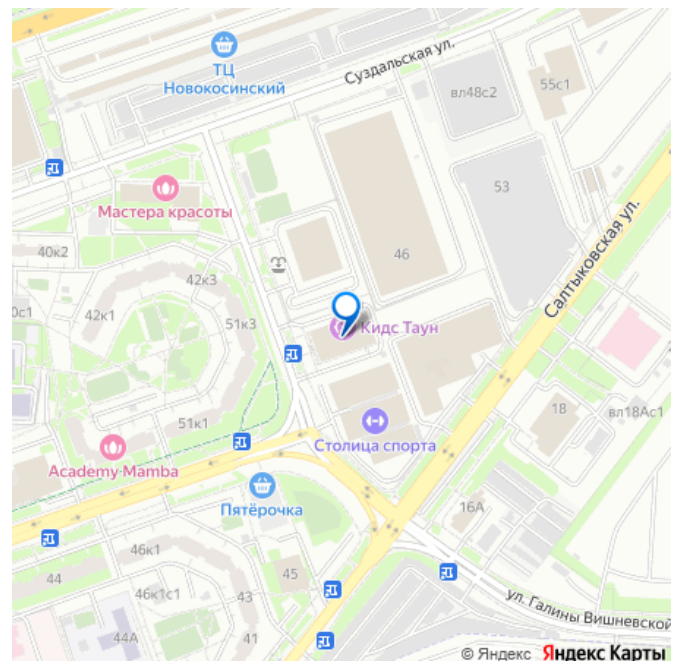 Суздальская ул.
ТЦ
Новокосинский
вл48с2
55с1
53
Мастера красоты
Салтыковская ул.
40к2
46
42к3
0с1
42к1
51к3
Кидс Таун
18
вл18Ас1
51к1
Столица спорта
Academy-Mamba
Пятёрочка
16А
46к1
44
45
46к1с1
43
ул. Галины Вишневской
44А
41
© Яндекс Яндекс Карты